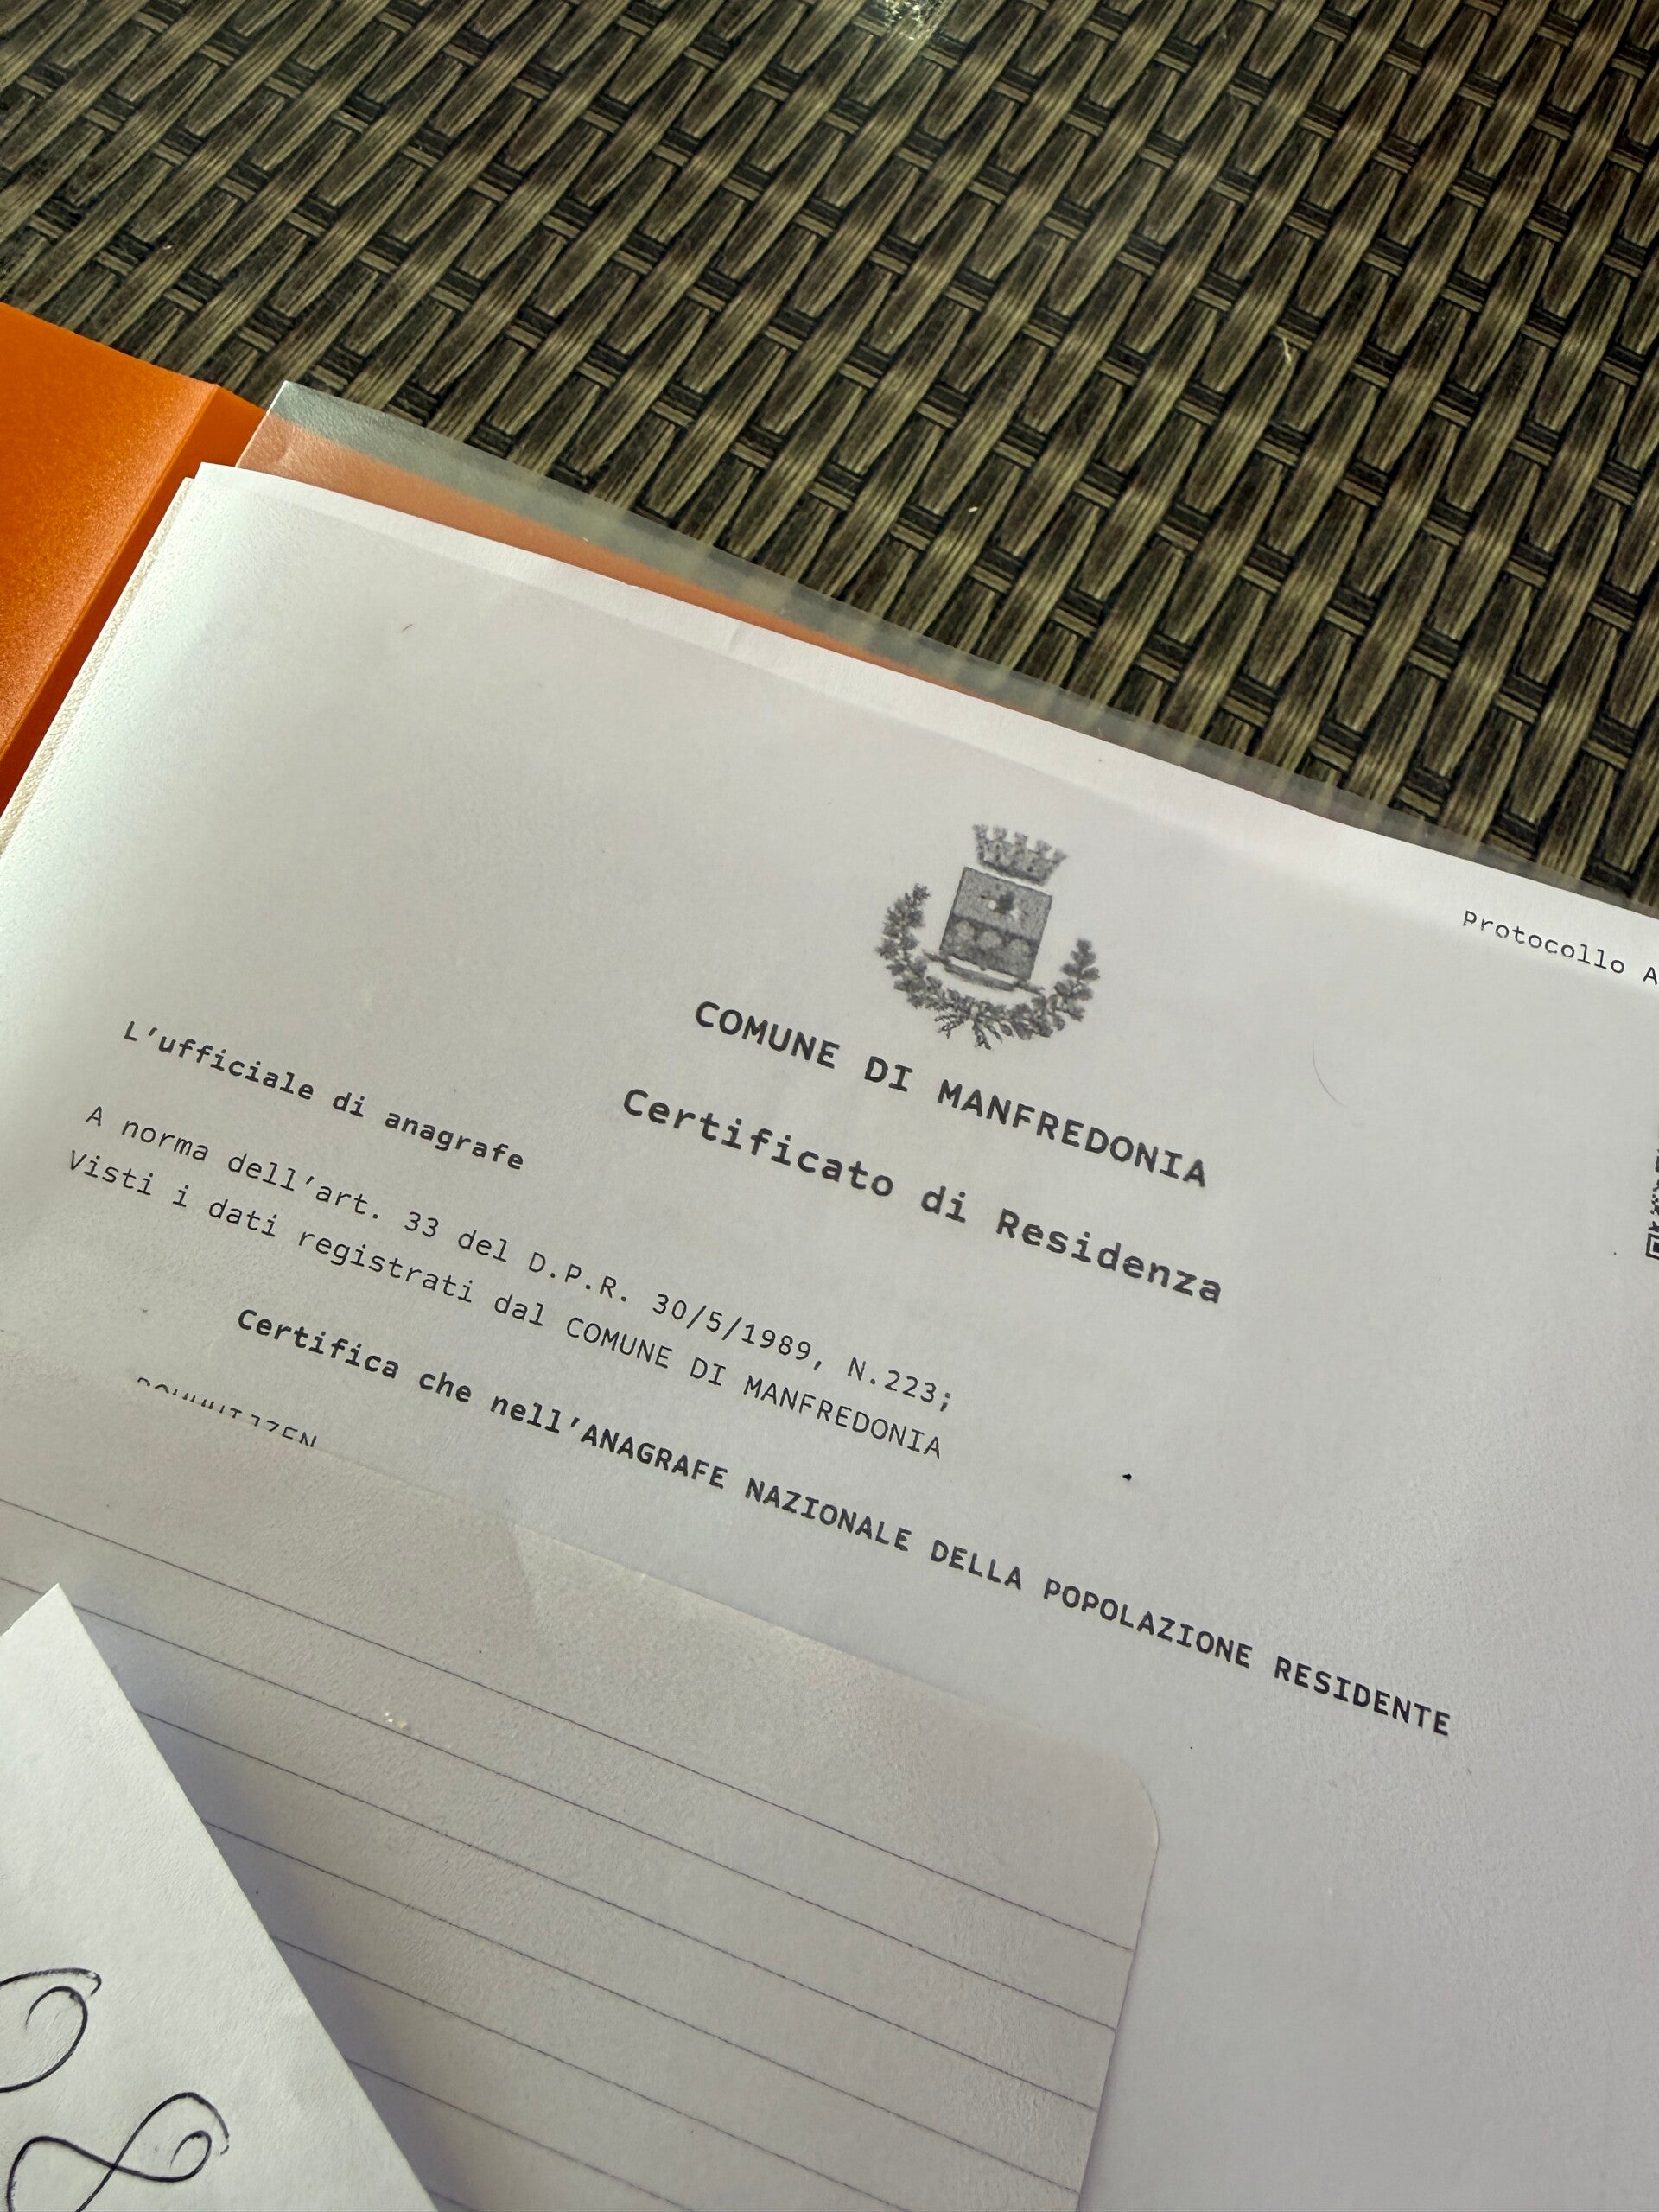 Protocollo A
COMUNE DI MANFREDONIA
Certificato di Residenza
L'ufficiale di anagrafe
A norma dell'art. 33 del D.P.R. 30/5/1989, N.223;
Visti i dati registrati dal COMUNE DI MANFREDONIA
Certifica che nell'ANAGRAFE NAZIONALE DELLA POPOLAZIONE RESIDENTE